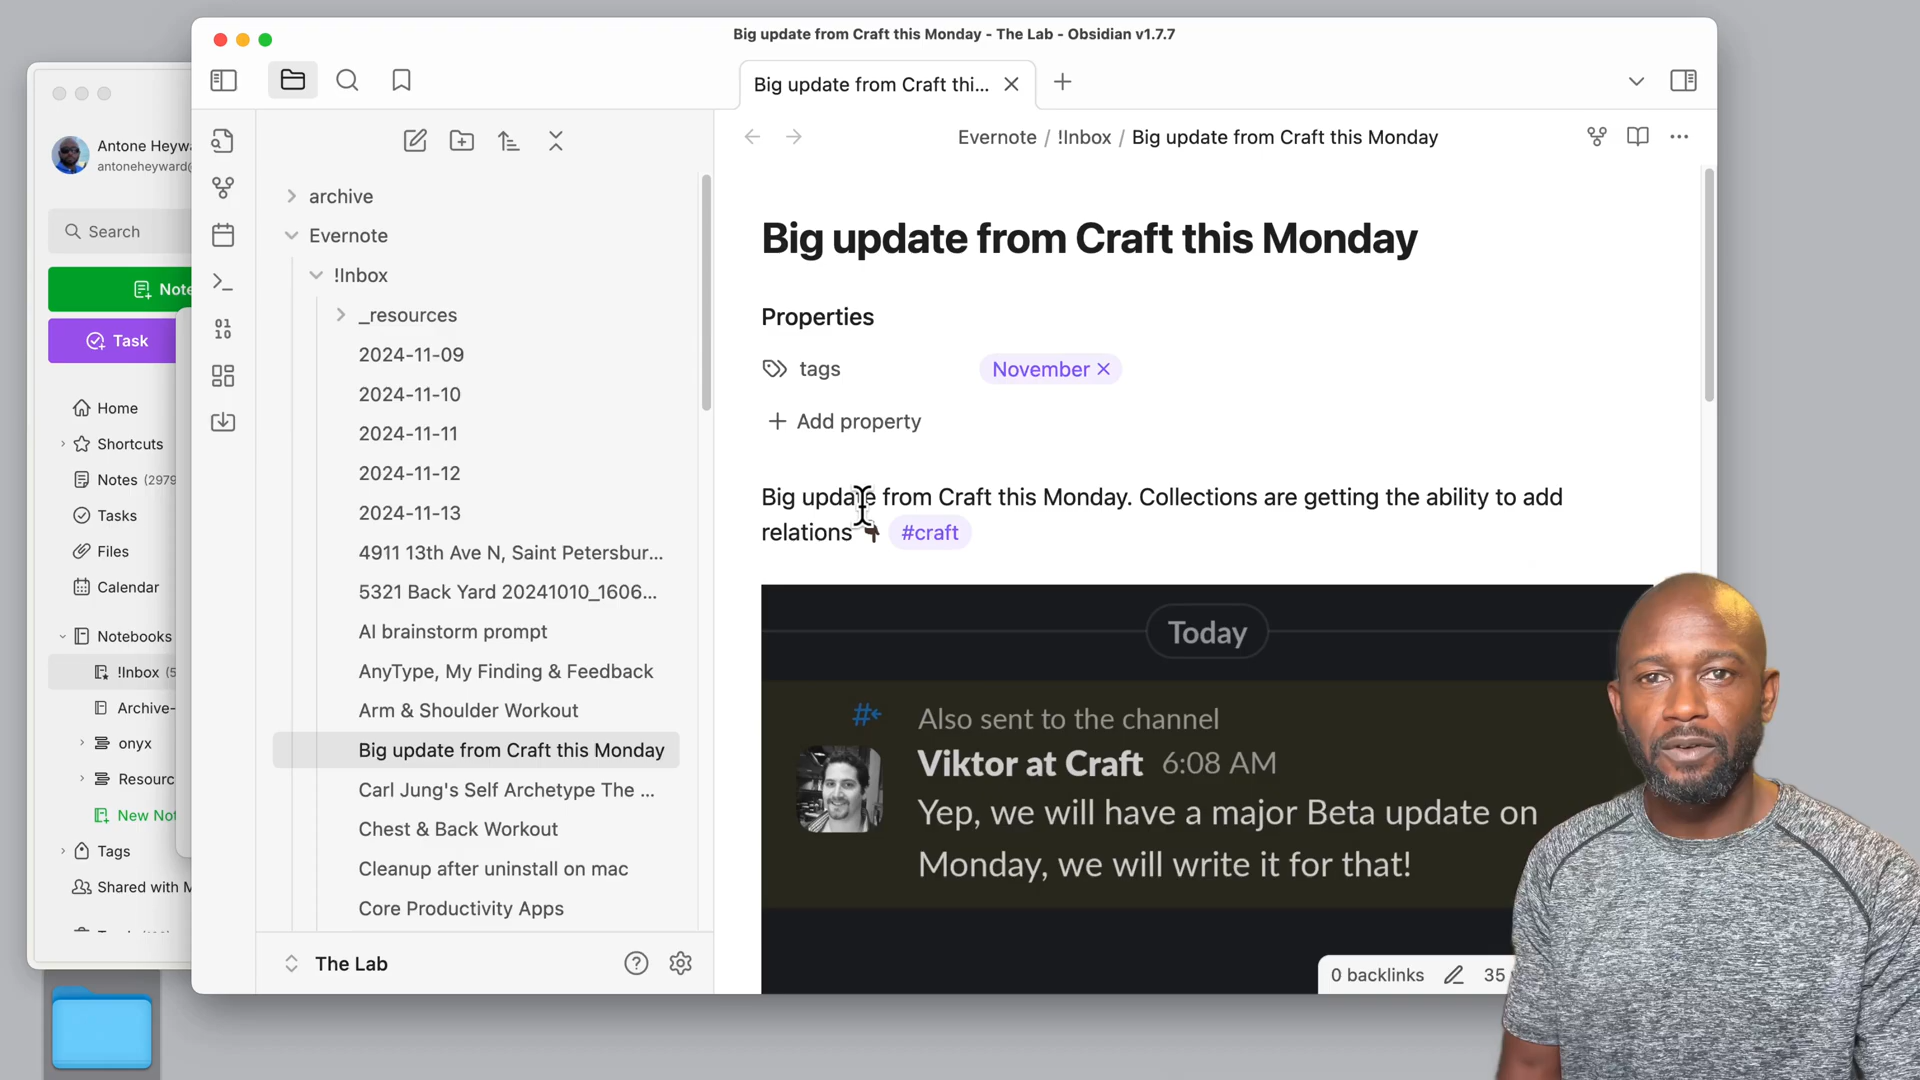 Big update from Craft this Monday - The Lab - Obsidian v1.7.7
Big update from Craft thi...
Antone Heyw
antoneheyward@
Search
Note
Task
Home
Shortcuts
Notes (2979
Tasks
Files
Calendar
Notebooks
!Inbox (5
Archive-
onyx
Resourc
New Not
Tags
Shared with M
archive
Evernote
!Inbox
_resources
2024-11-09
2024-11-10
2024-11-11
2024-11-12
2024-11-13
4911 13th Ave N, Saint Petersbur...
5321 Back Yard 20241010_1606...
AI brainstorm prompt
AnyType, My Finding & Feedback
Arm & Shoulder Workout
Big update from Craft this Monday
Carl Jung's Self Archetype The ...
Chest & Back Workout
Cleanup after uninstall on mac
Core Productivity Apps
The Lab
Evernote / !Inbox / Big update from Craft this Monday
Big update from Craft this Monday
Properties
tags November
Add property
Big update from Craft this Monday. Collections are getting the ability to add
relations #craft
Today
Also sent to the channel
Viktor at Craft 6:08 AM
Yep, we will have a major Beta update on
Monday, we will write it for that!
0 backlinks 35